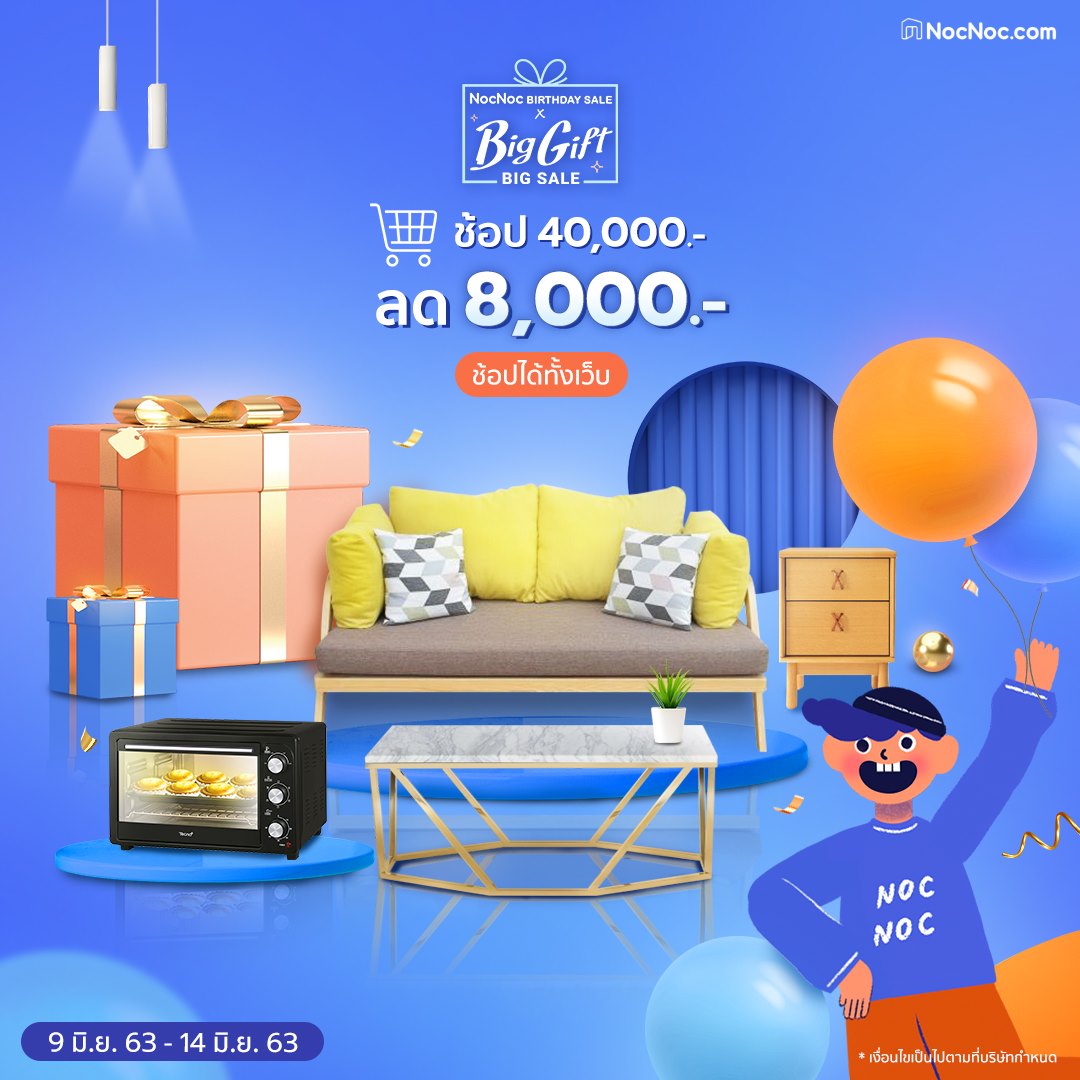 NocNoc.com
NocNoc BIRTHDAY SALE
X
Big Gift
BIG SALE
ช้อป 40,000.-
ลด 8,000.-
ช้อปได้ทั้งเว็บ
Tecno+
NOC
NOC
9 มิ.ย. 63 - 14 มิ.ย. 63
* เงื่อนไขเป็นไปตามที่บริษัทกำหนด